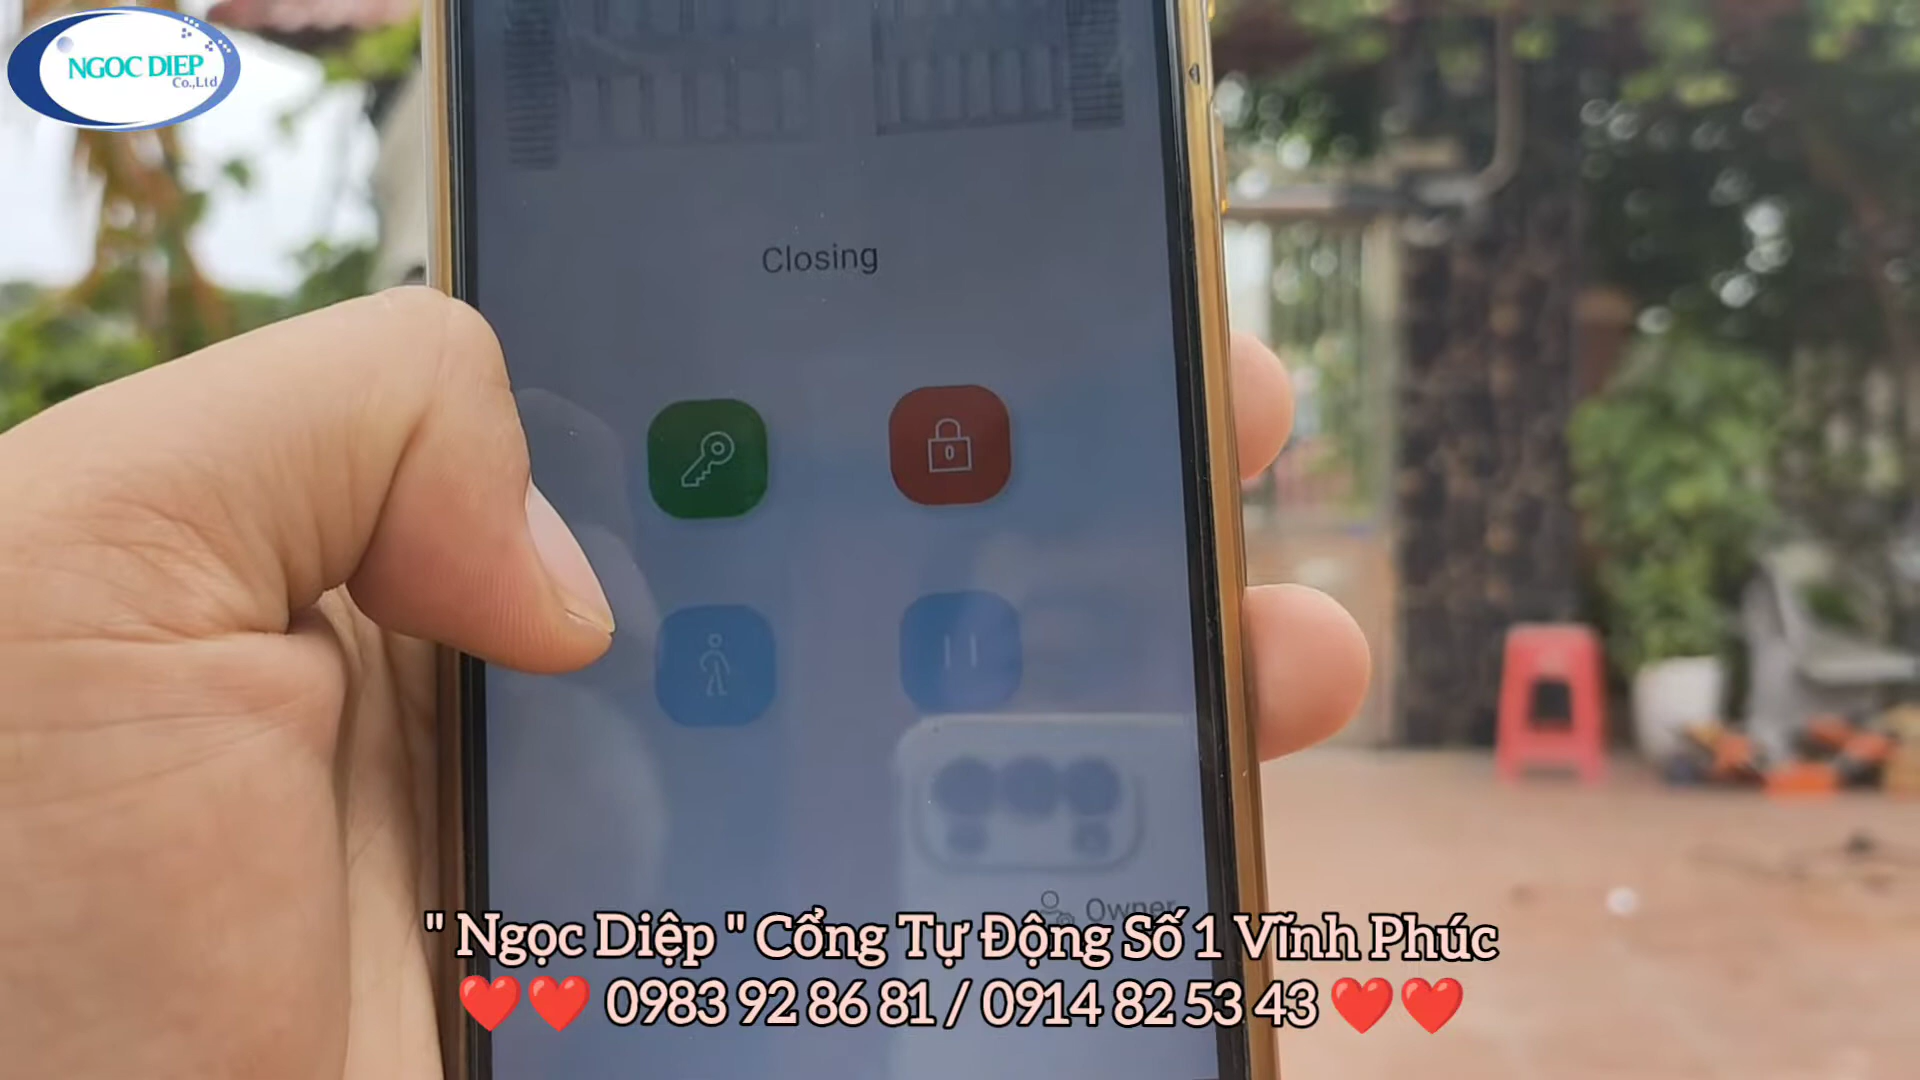 NGOC DIEP
Co.,Ltd
Closing
Owner
" Ngọc Diệp " Cổng Tự Động Số 1 Vĩnh Phúc
❤️❤️ 0983 92 86 81 / 0914 82 53 43 ❤️❤️